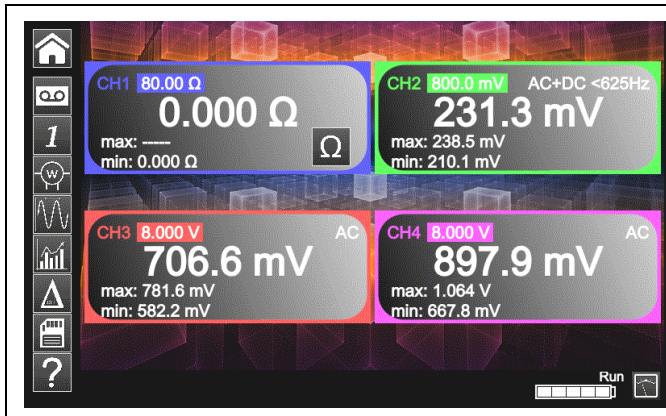 CH1 80.00 Ω
0.000 Ω
max: -----
min: 0.000 Ω
Ω
CH2 800.0 mV AC+DC <625Hz
231.3 mV
max: 238.5 mV
min: 210.1 mV
1
W
CH3 8.000 V AC
706.6 mV
max: 781.6 mV
min: 582.2 mV
CH4 8.000 V AC
897.9 mV
max: 1.064 V
min: 667.8 mV
Δ
?
Run